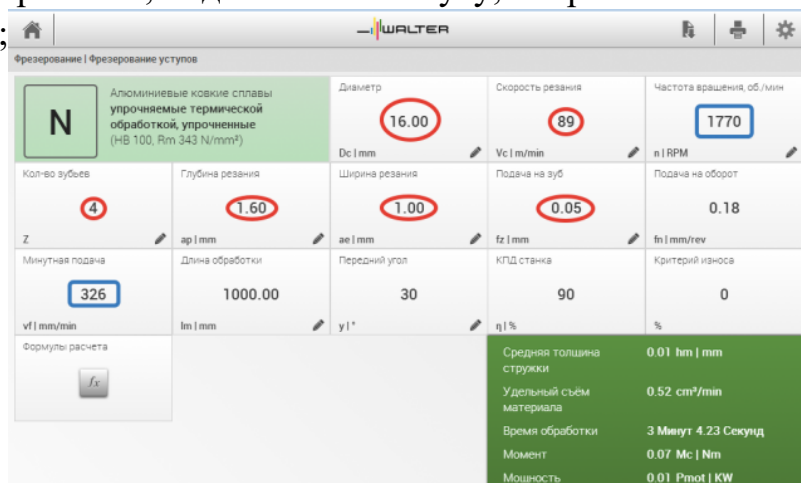 ;
WALTER
Фрезерование | Фрезерование уступов
N
Алюминиевые ковкие сплавы
упрочняемые термической
обработкой, упрочненные
(HB 100, Rm 343 N/mm²)
Диаметр
16.00
Dc | mm
Скорость резания
89
Vc | m/min
Частота вращения, об./мин
1770
n | RPM
Кол-во зубьев
4
Z
Глубина резания
1.60
ap | mm
Ширина резания
1.00
ae | mm
Подача на зуб
0.05
fz | mm
Подача на оборот
0.18
fn | mm/rev
Минутная подача
326
vf | mm/min
Длина обработки
1000.00
lm | mm
Передний угол
30
γ | °
КПД станка
90
η | %
Критерий износа
0
%
Формулы расчета
fx
Средняя толщина
стружки
0.01 hm | mm
Удельный съём
материала
0.52 cm³/min
Время обработки
3 Минут 4.23 Секунд
Момент
0.07 Mc | Nm
Мощность
0.01 Pmot | KW